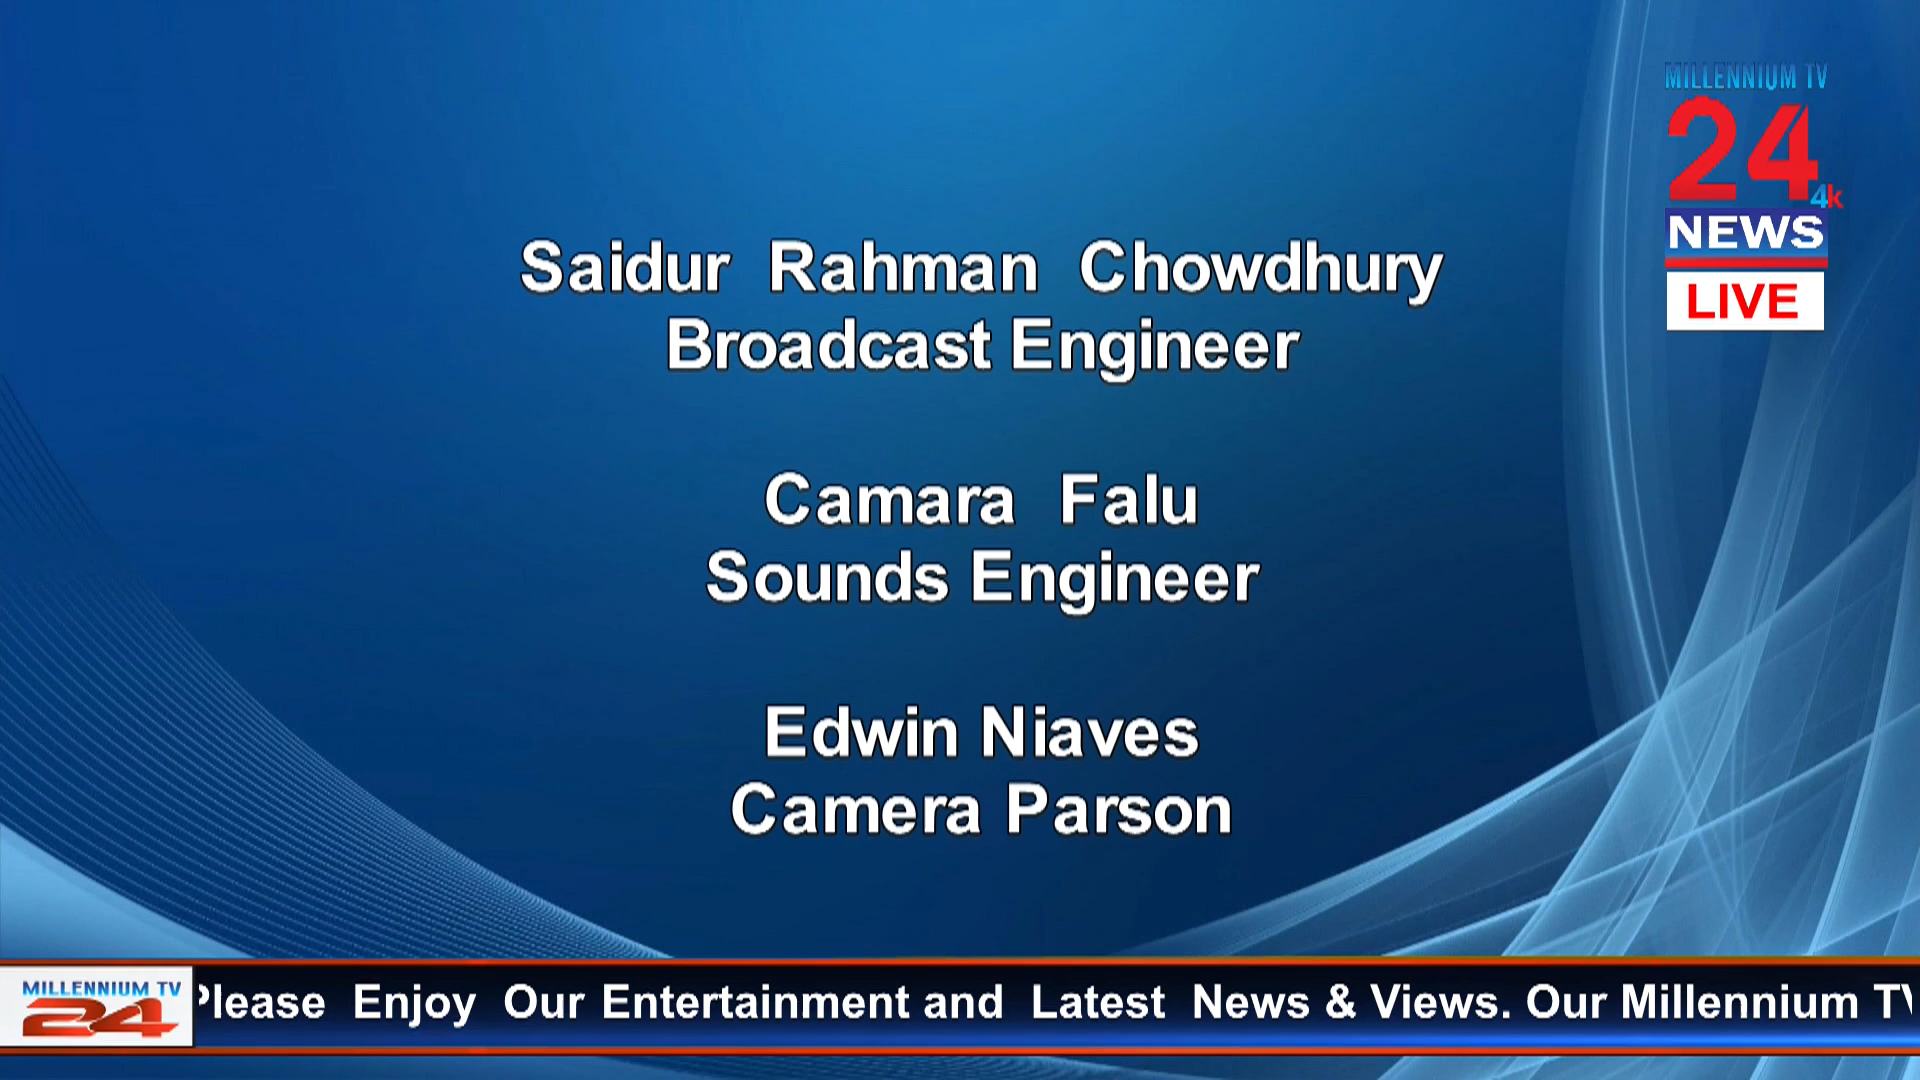 MILLENNIUM TV
24
4k
NEWS
LIVE
Saidur Rahman Chowdhury
Broadcast Engineer
Camara Falu
Sounds Engineer
Edwin Niaves
Camera Parson
MILLENNIUM TV
24
Please Enjoy Our Entertainment and Latest News & Views. Our Millennium TV